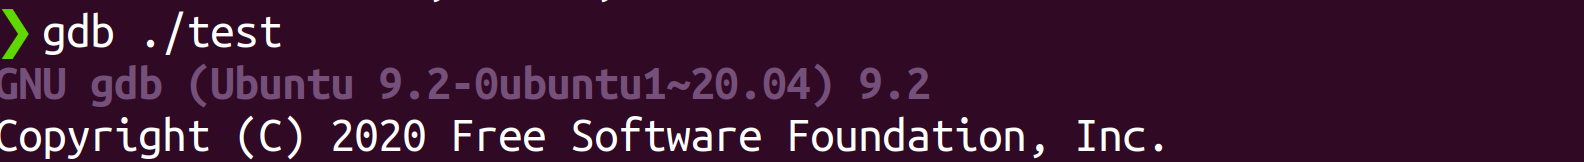 ❯ gdb ./test
GNU gdb (Ubuntu 9.2-0ubuntu1~20.04) 9.2
Copyright (C) 2020 Free Software Foundation, Inc.